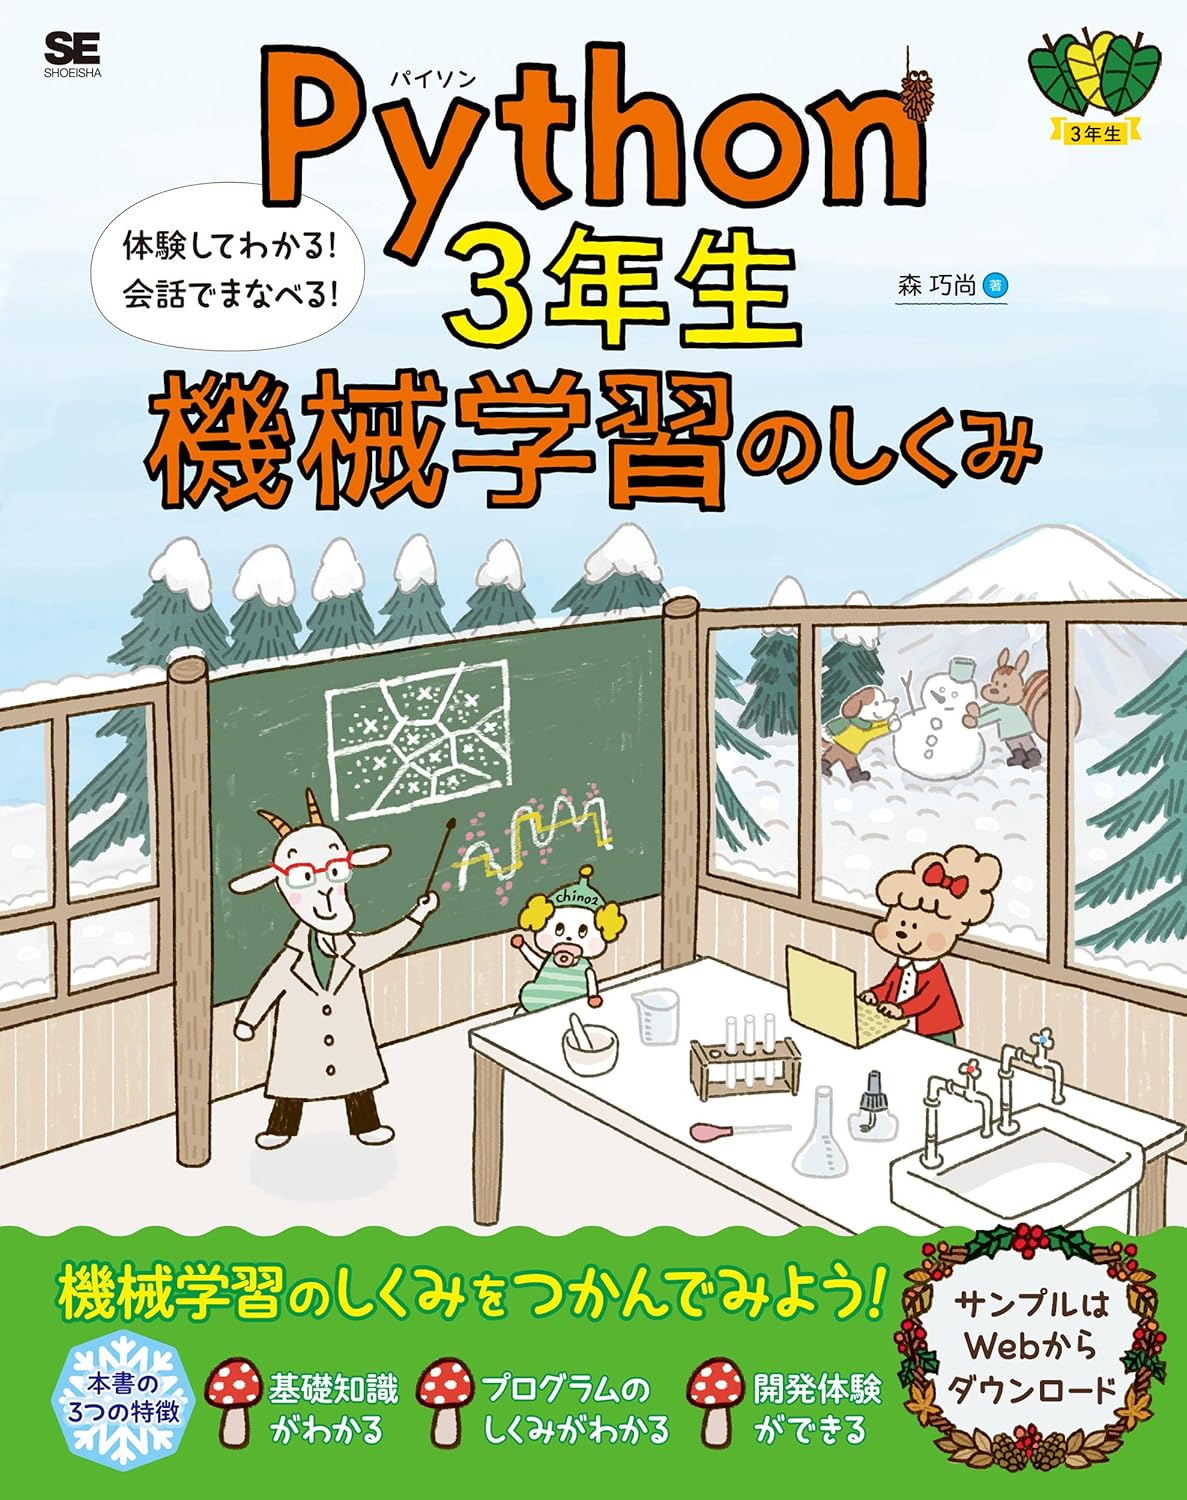 SE
SHOEISHA
パイソン
Python
3年生
3年生
体験してわかる!
会話でまなべる!
森 巧尚 著
機械学習のしくみ
chino2
機械学習のしくみをつかんでみよう!
本書の
3つの特徴
基礎知識
がわかる
プログラムの
しくみがわかる
開発体験
ができる
サンプルは
Webから
ダウンロード